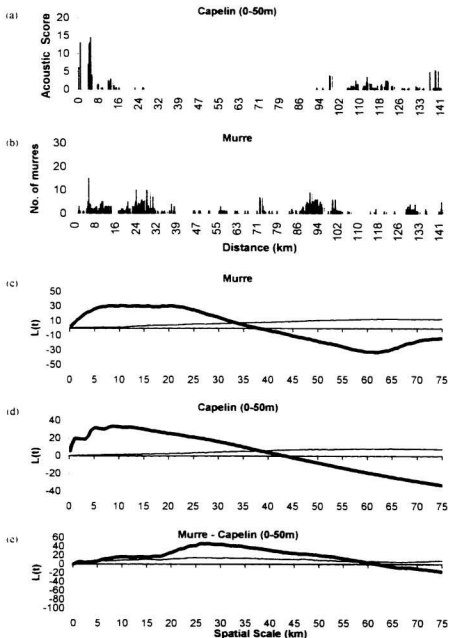 (a)
Capelin (0-50m)
Acoustic Score
20
15
10
5
0
0 1 8 16 24 32 39 47 55 63 71 79 86 94 102 110 118 126 133 141
(b)
Murre
No. of murres
30
20
10
0
0 1 8 16 24 32 39 47 55 63 71 79 86 94 102 110 118 126 133 141
Distance (km)
(c)
Murre
L(t)
50
30
10
-10
-30
-50
0 5 10 15 20 25 30 35 40 45 50 55 60 65 70 75
(d)
Capelin (0-50m)
L(t)
40
20
0
-20
-40
0 5 10 15 20 25 30 35 40 45 50 55 60 65 70 75
Murre - Capelin (0-50m)
L(t)
60
40
20
0
-20
-40
-60
-80
-100
0 5 10 15 20 25 30 35 40 45 50 55 60 65 70 75
Spatial Scale (km)